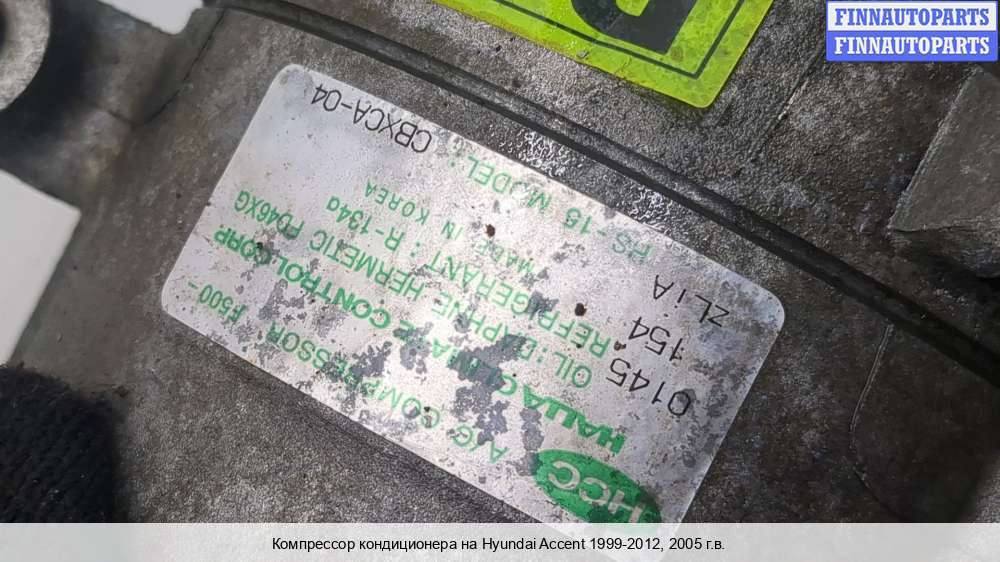 FINNAUTOPARTS
FINNAUTOPARTS
HCC
HALLA CLIMATE CONTROL CORP
A/C COMPRESSOR F500-
0145
OIL: DAPHNE HERMETIC FD46XG
154
REFRIGERANT : R-134a
MADE IN KOREA
HS-15 MODEL : CBXCA-04
Компрессор кондиционера на Hyundai Accent 1999-2012, 2005 г.в.